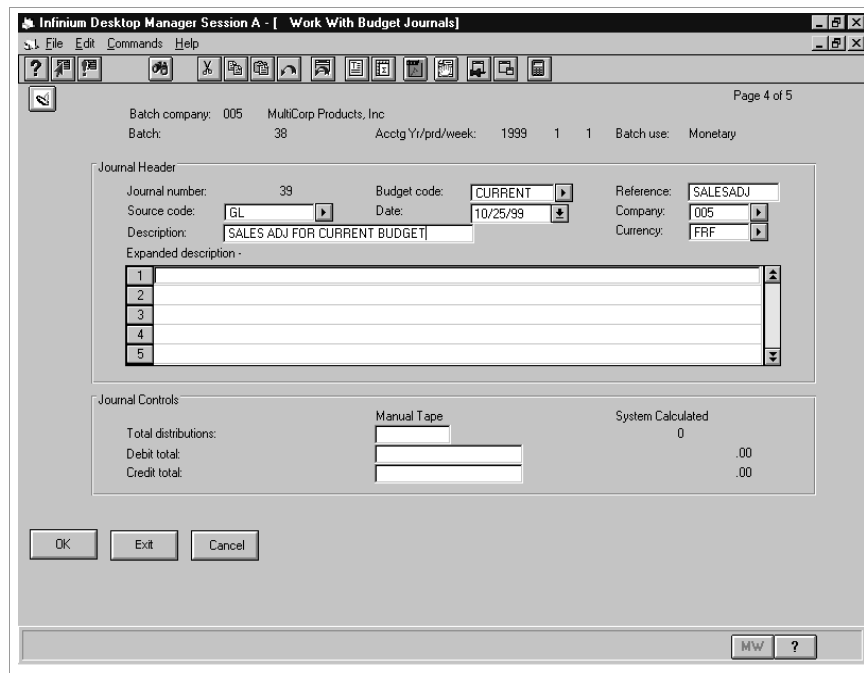 Infinium Desktop Manager Session A - [ Work With Budget Journals]
File Edit Commands Help
Page 4 of 5
Batch company: 005 MultiCorp Products, Inc
Batch: 38 Acctg Yr/prd/week: 1999 1 1 Batch use: Monetary
Journal Header
Journal number: 39 Budget code: CURRENT Reference: SALESADJ
Source code: GL Date: 10/25/99 Company: 005
Description: SALES ADJ FOR CURRENT BUDGET Currency: FRF
Expanded description -
1
2
3
4
5
Journal Controls
Manual Tape System Calculated
Total distributions: 0
Debit total: .00
Credit total: .00
OK Exit Cancel
MW ?